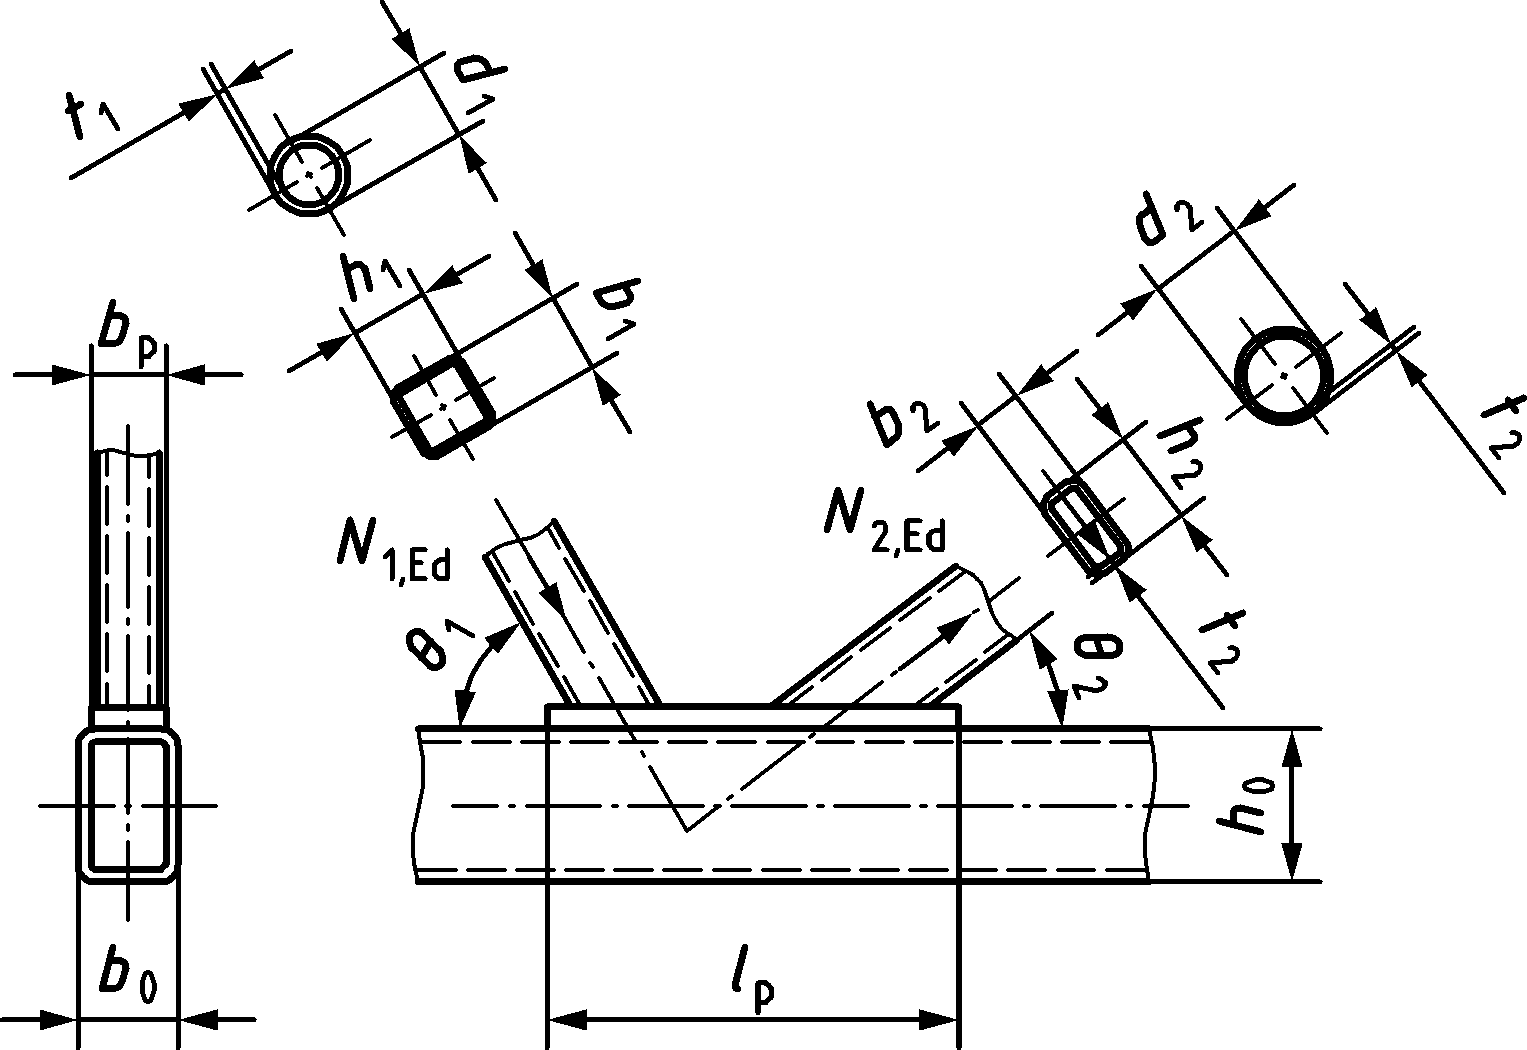 t1
d1
h1
b1
bp
N1,Ed
θ1
d2
t2
b2
h2
N2,Ed
θ2
t2
h0
b0
lp